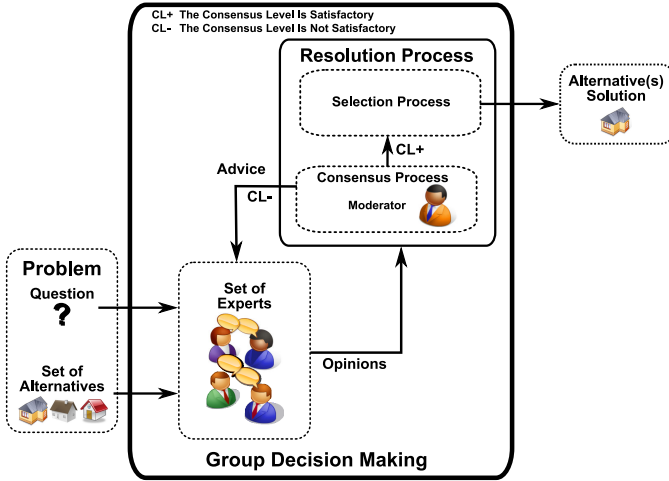 CL+ The Consensus Level Is Satisfactory
CL- The Consensus Level Is Not Satisfactory
Resolution Process
Selection Process
Alternative(s)
Solution
CL+
Advice
CL-
Consensus Process
Moderator
Problem
Question
?
Set of
Alternatives
Set of
Experts
Opinions
Group Decision Making